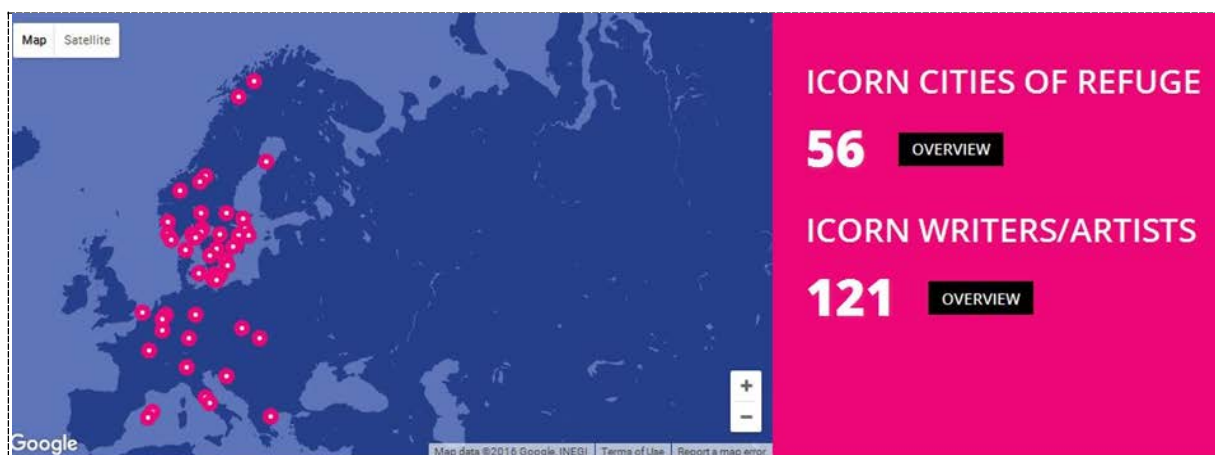 Map Satellite
ICORN CITIES OF REFUGE
56 OVERVIEW
ICORN WRITERS/ARTISTS
121 OVERVIEW
+
−
Google
Map data ©2016 Google, INEGI Terms of Use Report a map error